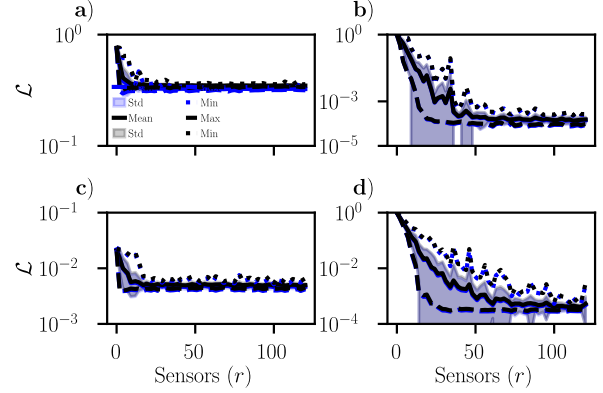 a)
b)
10^0
10^0
ℒ
10^-3
Std
Min
Mean
Max
Std
Min
10^-1
10^-5
c)
d)
10^-1
10^0
ℒ
10^-2
10^-2
10^-3
10^-4
0 50 100
0 50 100
Sensors (r)
Sensors (r)